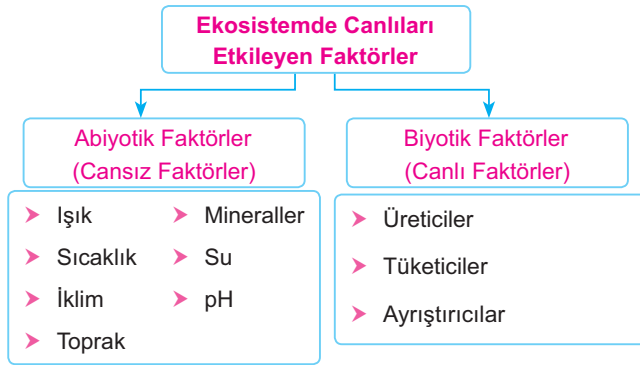 Ekosistemde Canlıları
Etkileyen Faktörler
Abiyotik Faktörler
(Cansız Faktörler)
Işık
Sıcaklık
İklim
Toprak
Mineraller
Su
pH
Biyotik Faktörler
(Canlı Faktörler)
Üreticiler
Tüketiciler
Ayrıştırıcılar